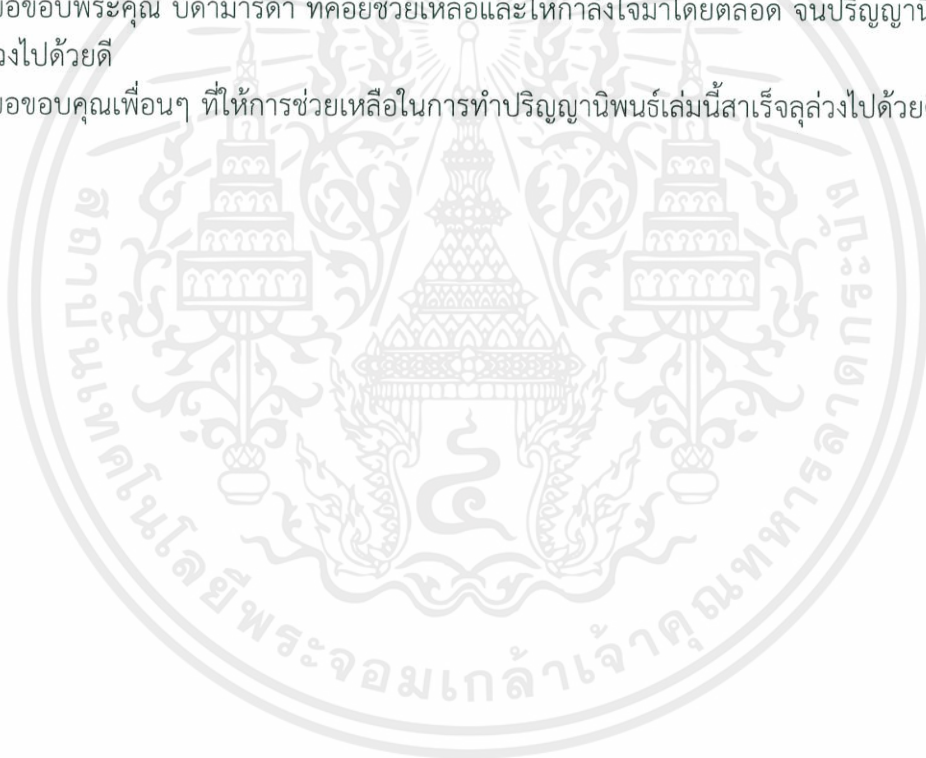 อขอบพระคุณ บิดามารดา ที่คอยช่วยเหลือและให้กำลังใจมาโดยตลอด จนปริญญาน
วงไปด้วยดี
อขอบคุณเพื่อนๆ ที่ให้การช่วยเหลือในการทำปริญญานิพนธ์เล่มนี้สำเร็จลุล่วงไปด้วย
สถาบันเทคโนโลยีพระจอมเกล้าเจ้าคุณทหารลาดกระบัง